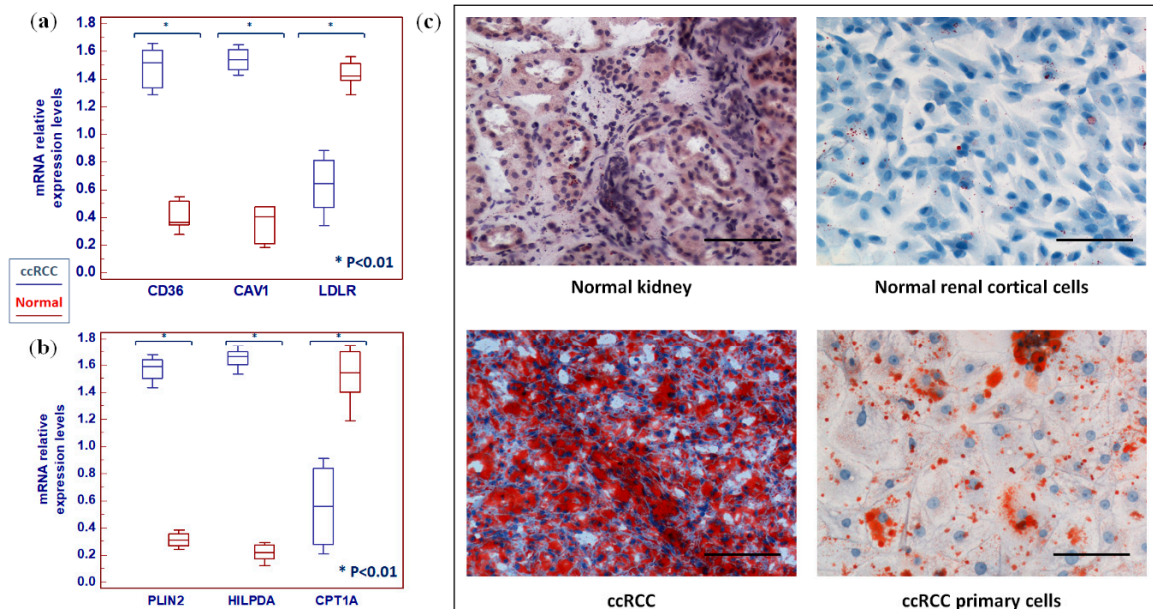 (a)
mRNA relative
expression levels
1.8
1.6
1.4
1.2
1.0
0.8
0.6
0.4
0.2
0.0
* * *
* P<0.01
CD36 CAV1 LDLR
ccRCC
Normal
(b)
mRNA relative
expression levels
1.8
1.6
1.4
1.2
1.0
0.8
0.6
0.4
0.2
0.0
* * *
* P<0.01
PLIN2 HILPDA CPT1A
(c)
Normal kidney
Normal renal cortical cells
ccRCC
ccRCC primary cells